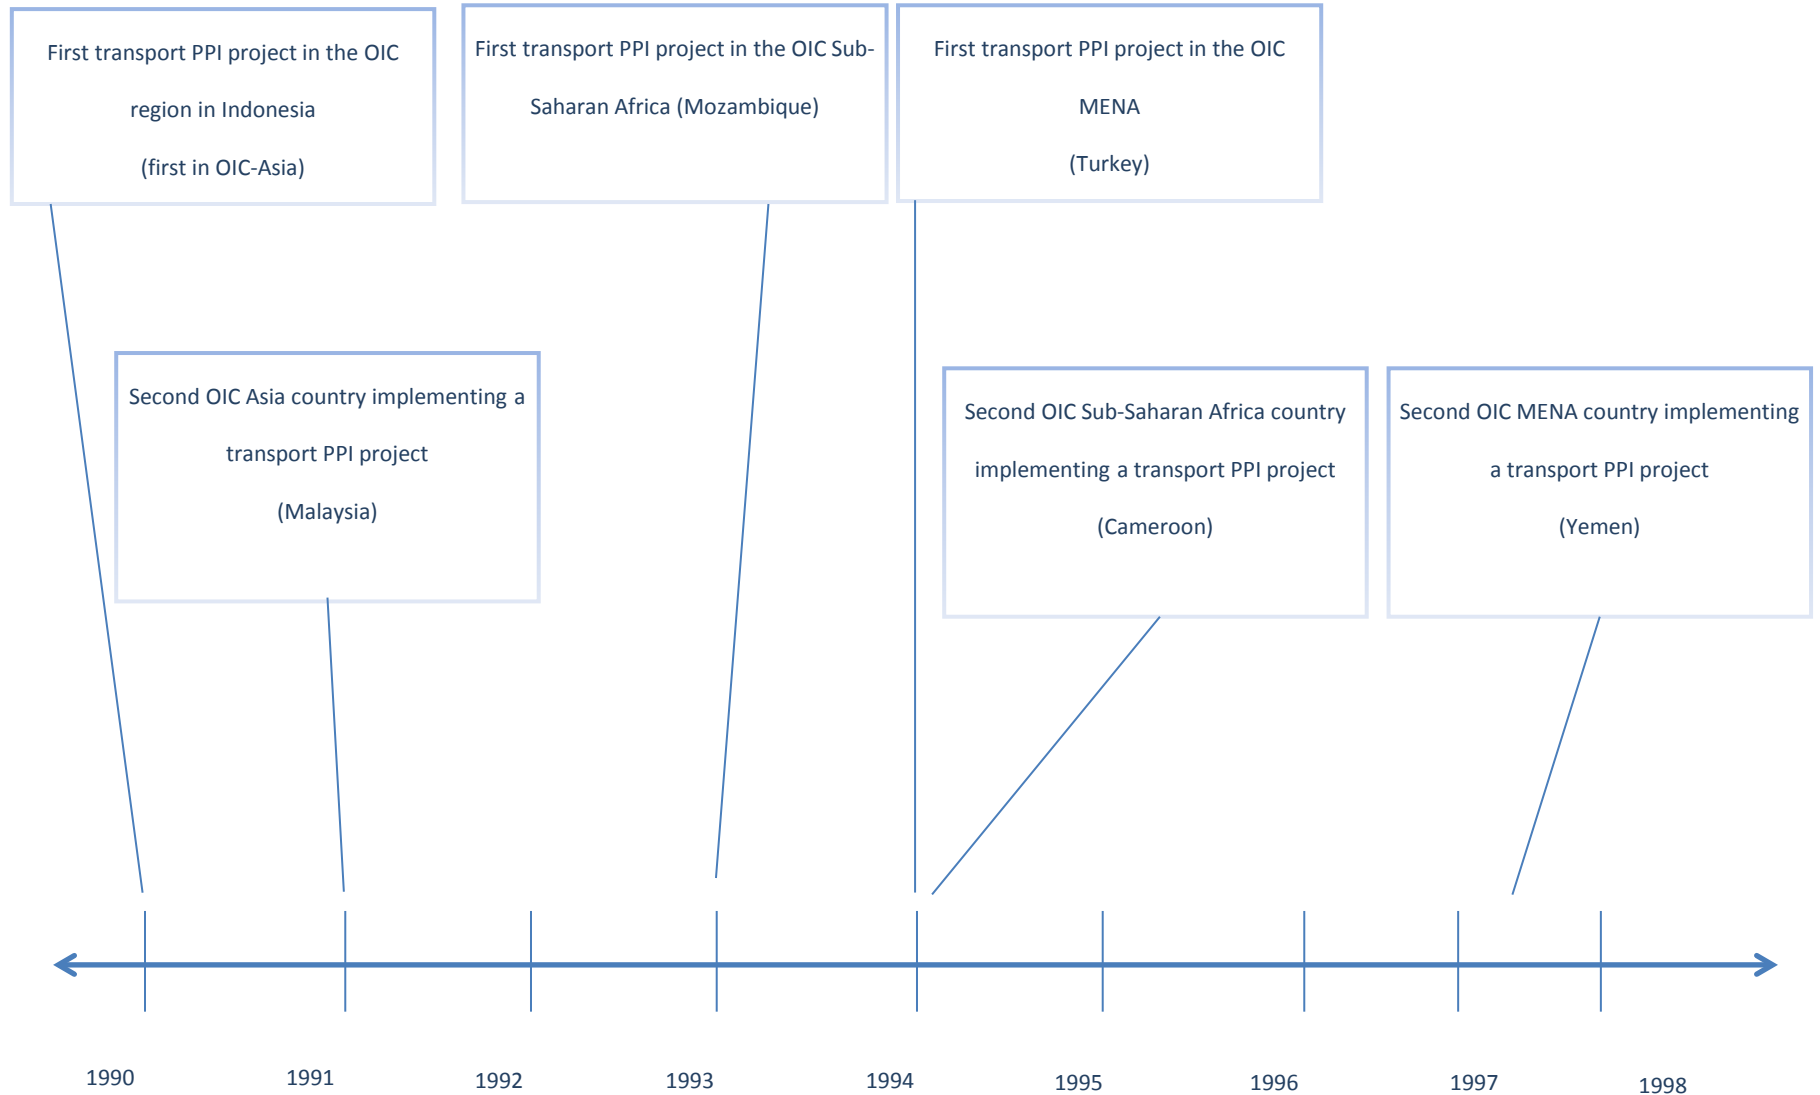 First transport PPI project in the OIC
region in Indonesia
(first in OIC-Asia)
First transport PPI project in the OIC Sub-
Saharan Africa (Mozambique)
First transport PPI project in the OIC
MENA
(Turkey)
Second OIC Asia country implementing a
transport PPI project
(Malaysia)
Second OIC Sub-Saharan Africa country
implementing a transport PPI project
(Cameroon)
Second OIC MENA country implementing
a transport PPI project
(Yemen)
1990
1991
1992
1993
1994
1995
1996
1997
1998